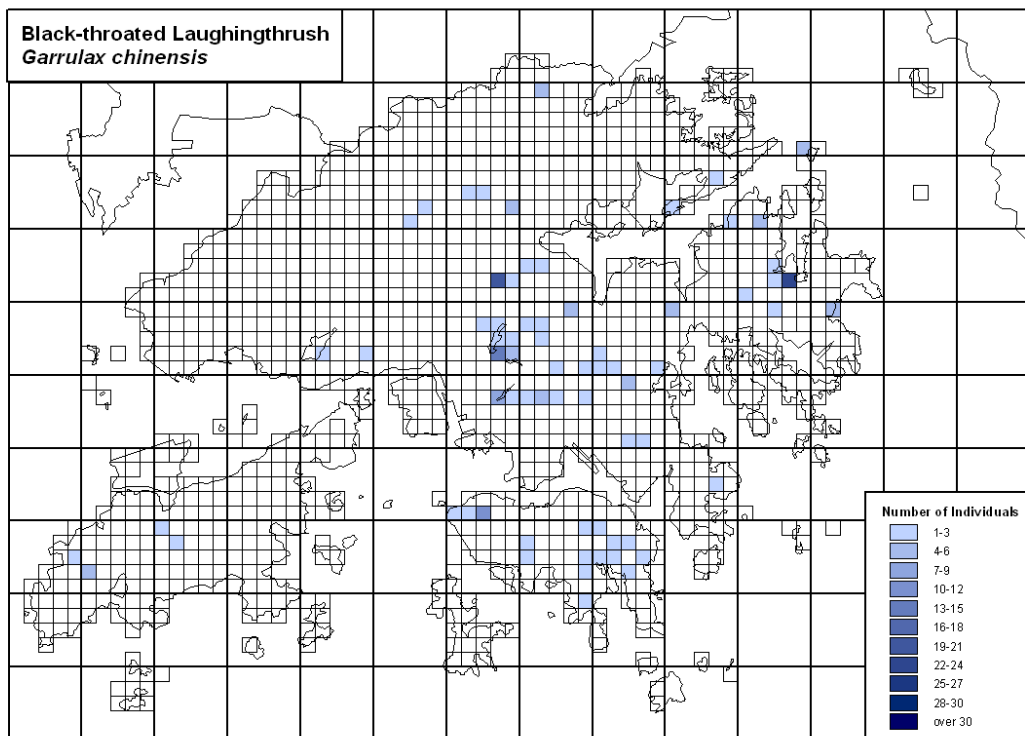 Black-throated Laughingthrush
Garrulax chinensis
Number of Individuals
1-3
4-6
7-9
10-12
13-15
16-18
19-21
22-24
25-27
28-30
over 30